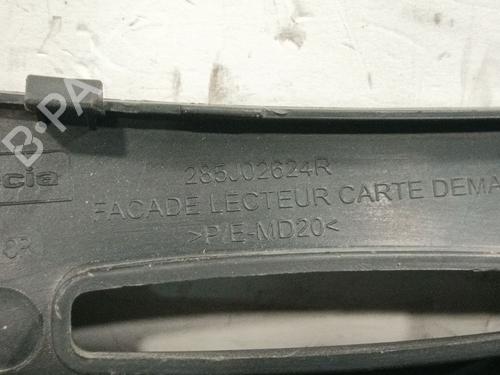 B-PA
285J02624R
cia
FACADE LECTEUR CARTE DEMA
>P/E-MD20<